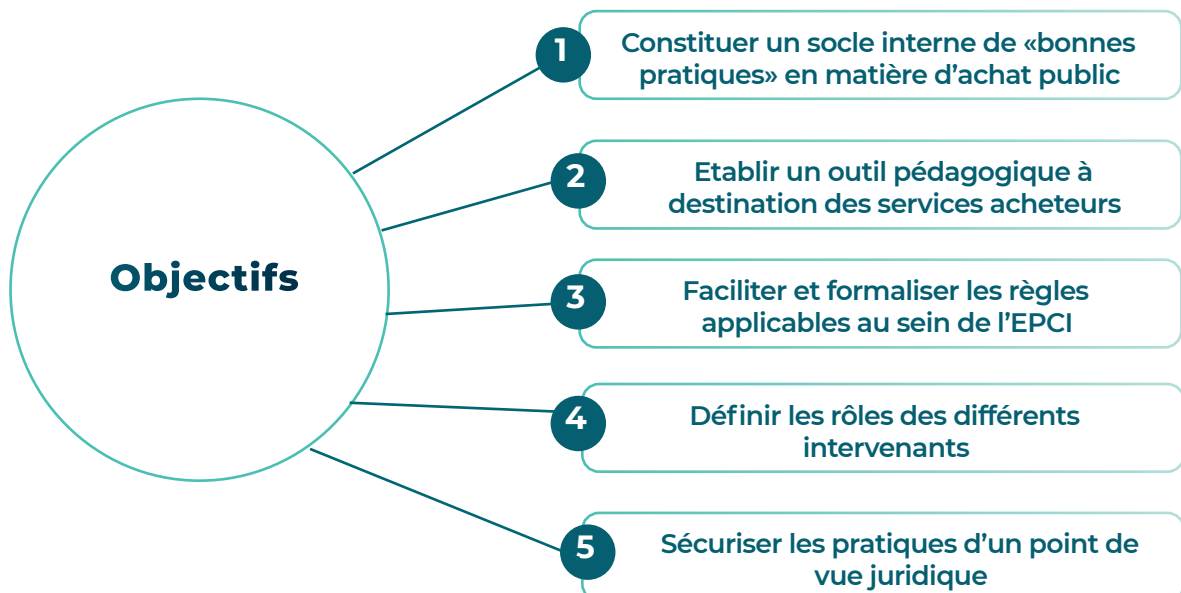 Objectifs
1
Constituer un socle interne de «bonnes
pratiques» en matière d'achat public
2
Etablir un outil pédagogique à
destination des services acheteurs
3
Faciliter et formaliser les règles
applicables au sein de l'EPCI
4
Définir les rôles des différents
intervenants
5
Sécuriser les pratiques d'un point de
vue juridique